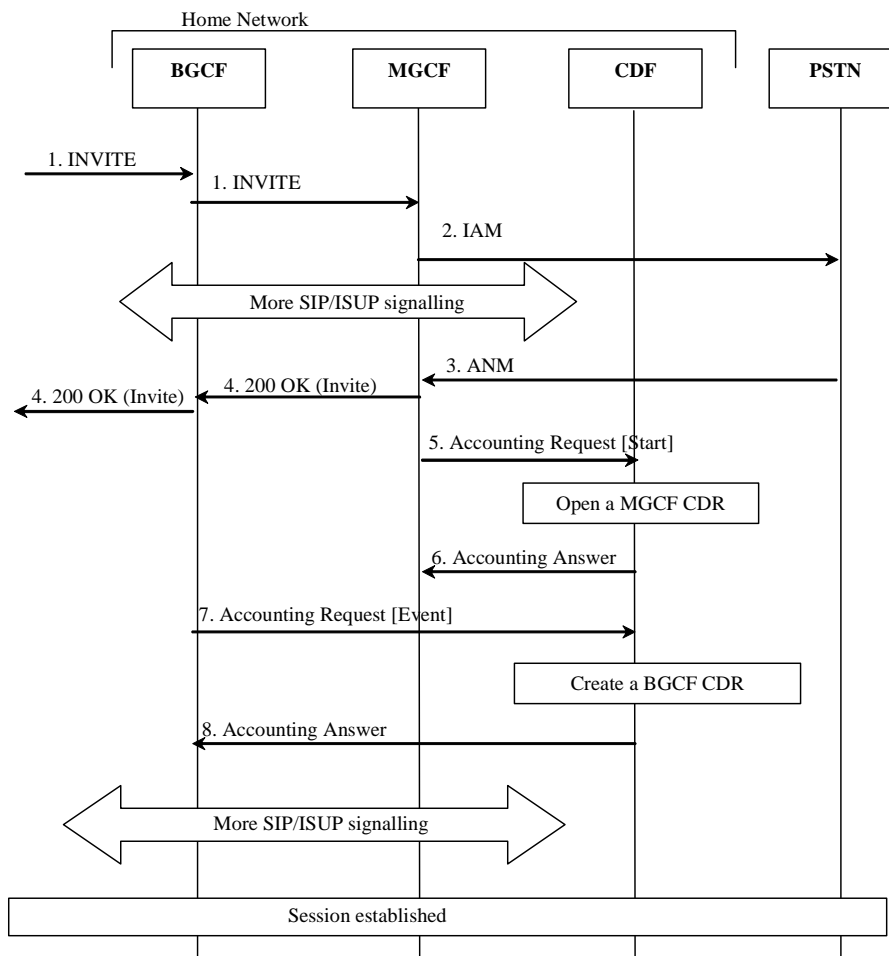 Home Network
BGCF
MGCF
CDF
PSTN
1. INVITE
1. INVITE
2. IAM
More SIP/ISUP signalling
3. ANM
4. 200 OK (Invite)
4. 200 OK (Invite)
5. Accounting Request [Start]
Open a MGCF CDR
6. Accounting Answer
7. Accounting Request [Event]
Create a BGCF CDR
8. Accounting Answer
More SIP/ISUP signalling
Session established